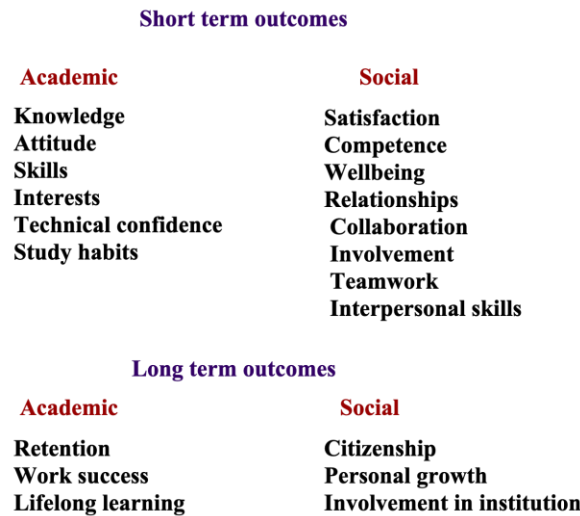 Short term outcomes
Academic
Social
Knowledge
Attitude
Skills
Interests
Technical confidence
Study habits
Satisfaction
Competence
Wellbeing
Relationships
Collaboration
Involvement
Teamwork
Interpersonal skills
Long term outcomes
Academic
Social
Retention
Work success
Lifelong learning
Citizenship
Personal growth
Involvement in institution